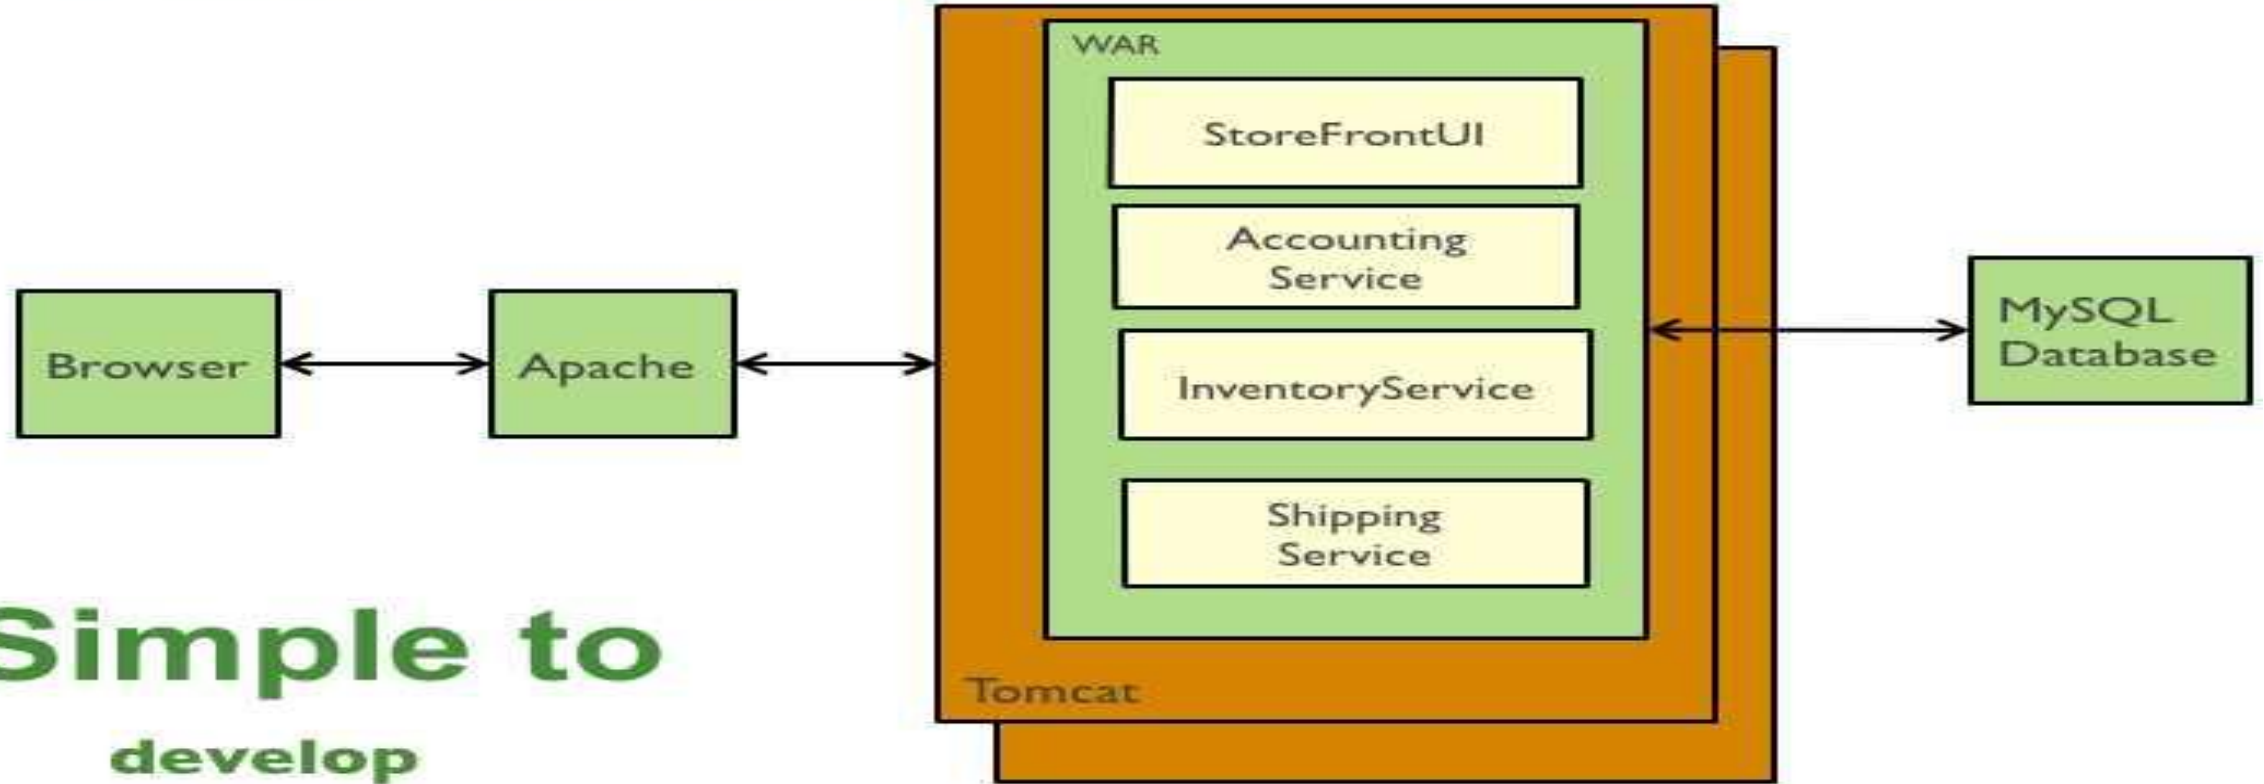 WAR
StoreFrontUI
Accounting
Service
InventoryService
Shipping
Service
Tomcat
Browser
Apache
MySQL
Database
Simple to
develop